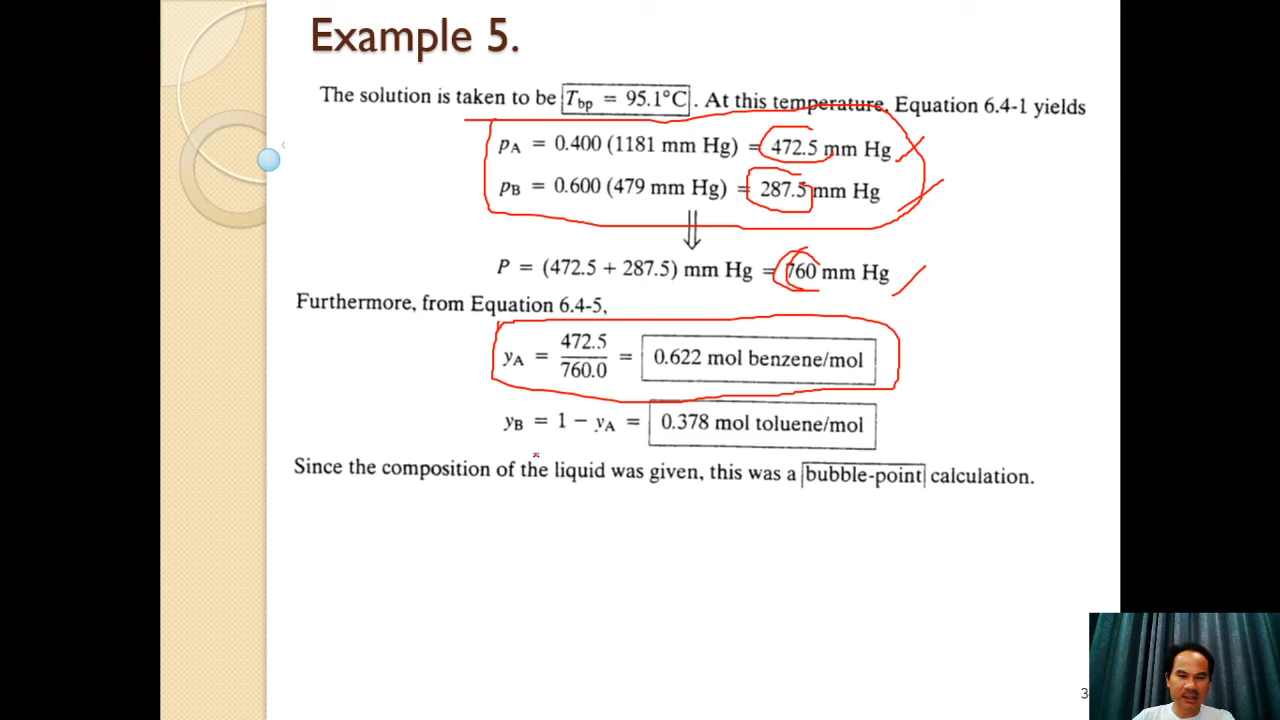 Example 5.
The solution is taken to be T_bp = 95.1°C. At this temperature, Equation 6.4-1 yields
p_A = 0.400 (1181 mm Hg) = 472.5 mm Hg
p_B = 0.600 (479 mm Hg) = 287.5 mm Hg
⇓
P = (472.5 + 287.5) mm Hg = 760 mm Hg
Furthermore, from Equation 6.4-5,
y_A = 472.5/760.0 = 0.622 mol benzene/mol
y_B = 1 − y_A = 0.378 mol toluene/mol
Since the composition of the liquid was given, this was a bubble-point calculation.